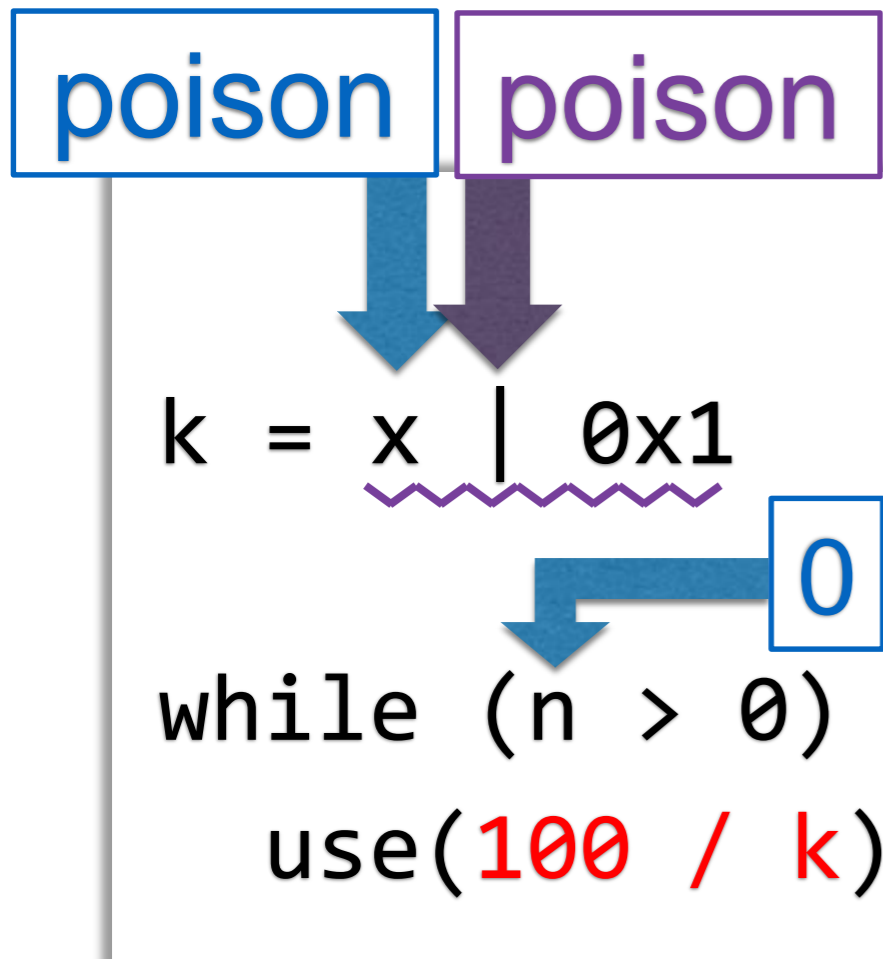 poison poison
k = x | 0x1
0
while (n > 0)
use(100 / k)